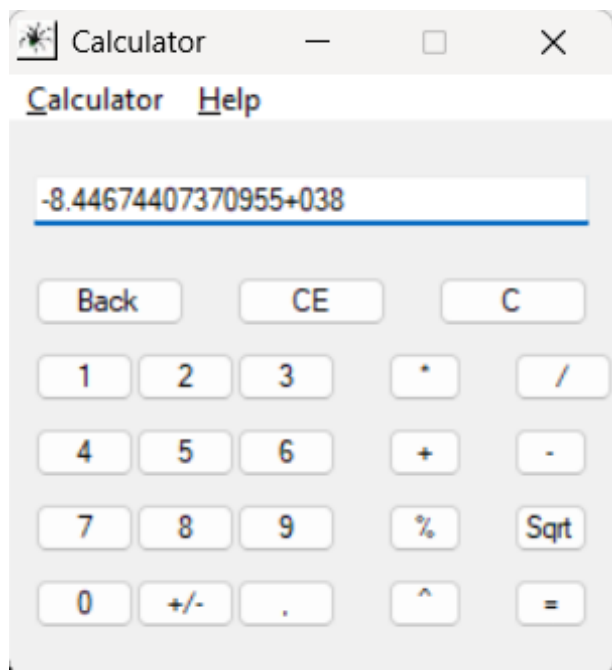 Calculator
Calculator Help
-8.44674407370955+038
Back CE C
1 2 3 * /
4 5 6 + -
7 8 9 % Sqrt
0 +/- , ^ =